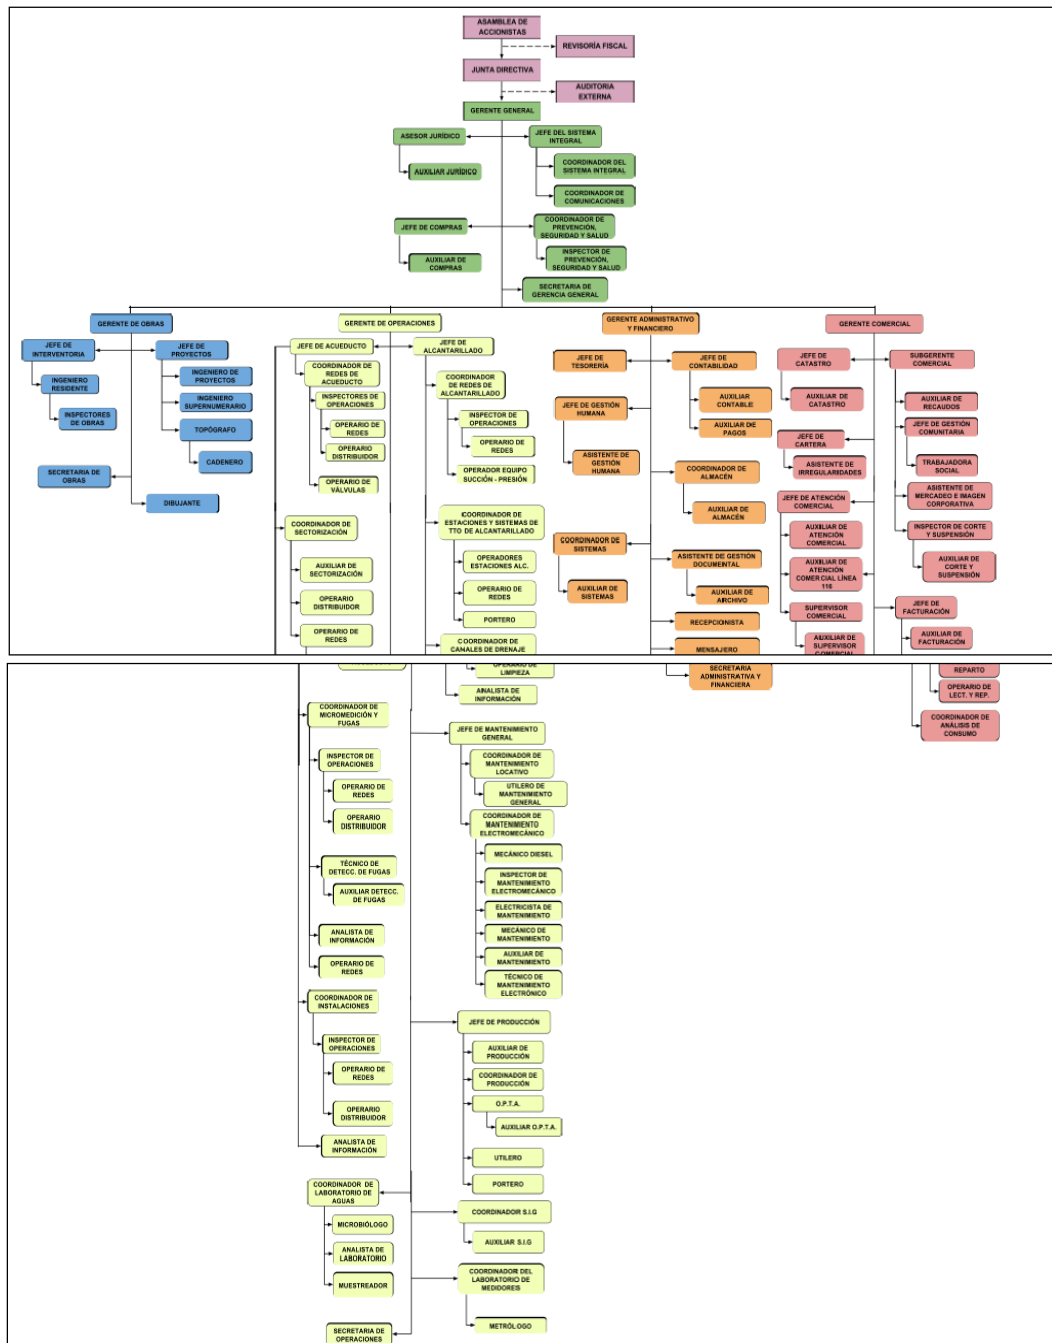 ASAMBLEA DE
ACCIONISTAS
REVISORÍA FISCAL
JUNTA DIRECTIVA
AUDITORIA
EXTERNA
GERENTE GENERAL
ASESOR JURÍDICO
JEFE DEL SISTEMA
INTEGRAL
AUXILIAR JURÍDICO
COORDINADOR DEL
SISTEMA INTEGRAL
COORDINADOR DE
COMUNICACIONES
JEFE DE COMPRAS
COORDINADOR DE
PREVENCIÓN,
SEGURIDAD Y SALUD
AUXILIAR DE
COMPRAS
INSPECTOR DE
PREVENCIÓN,
SEGURIDAD Y SALUD
SECRETARIA DE
GERENCIA GENERAL
GERENTE DE OBRAS
JEFE DE
INTERVENTORIA
JEFE DE
PROYECTOS
INGENIERO
RESIDENTE
INGENIERO DE
PROYECTOS
INGENIERO
SUPERNUMERARIO
INSPECTORES
DE OBRAS
TOPÓGRAFO
CADENERO
SECRETARIA DE
OBRAS
DIBUJANTE
GERENTE DE OPERACIONES
JEFE DE ACUEDUCTO
JEFE DE
ALCANTARILLADO
COORDINADOR
DE REDES DE
ACUEDUCTO
INSPECTORES DE
OPERACIONES
OPERARIO DE
REDES
OPERARIO
DISTRIBUIDOR
OPERARIO DE
VÁLVULAS
COORDINADOR DE
SECTORIZACIÓN
AUXILIAR DE
SECTORIZACIÓN
OPERARIO
DISTRIBUIDOR
OPERARIO DE
REDES
COORDINADOR
DE REDES DE
ALCANTARILLADO
INSPECTOR DE
OPERACIONES
OPERARIO DE
REDES
OPERADOR EQUIPO
SUCCIÓN - PRESIÓN
COORDINADOR DE
ESTACIONES Y SISTEMAS DE
TTO DE ALCANTARILLADO
OPERADORES
ESTACIONES ALC.
OPERARIO DE
REDES
PORTERO
COORDINADOR DE
CANALES DE DRENAJE
GERENTE ADMINISTRATIVO
Y FINANCIERO
JEFE DE
TESORERÍA
JEFE DE
CONTABILIDAD
AUXILIAR
CONTABLE
JEFE DE GESTIÓN
HUMANA
AUXILIAR DE
PAGOS
ASISTENTE DE
GESTIÓN
HUMANA
COORDINADOR DE
ALMACÉN
AUXILIAR DE
ALMACÉN
COORDINADOR
DE SISTEMAS
ASISTENTE DE GESTIÓN
DOCUMENTAL
AUXILIAR DE
SISTEMAS
AUXILIAR DE
ARCHIVO
RECEPCIONISTA
MENSAJERO
GERENTE COMERCIAL
JEFE DE
CATASTRO
SUBGERENTE
COMERCIAL
AUXILIAR DE
CATASTRO
AUXILIAR DE
RECAUDOS
JEFE DE
CARTERA
JEFE DE GESTIÓN
COMUNITARIA
ASISTENTE DE
IRREGULARIDADES
TRABAJADORA
SOCIAL
JEFE DE ATENCIÓN
COMERCIAL
ASISTENTE DE
MERCADEO E IMAGEN
CORPORATIVA
AUXILIAR DE
ATENCIÓN
COMERCIAL
INSPECTOR DE CORTE
Y SUSPENSIÓN
AUXILIAR DE
ATENCIÓN
COMERCIAL LÍNEA
116
AUXILIAR DE
CORTE Y
SUSPENSIÓN
SUPERVISOR
COMERCIAL
JEFE DE
FACTURACIÓN
AUXILIAR DE
SUPERVISOR
COMERCIAL
AUXILIAR DE
FACTURACIÓN
OPERARIO DE
LIMPIEZA
ANALISTA DE
INFORMACIÓN
SECRETARIA
ADMINISTRATIVA Y
FINANCIERA
REPARTO
OPERARIO DE
LECT. Y REP.
COORDINADOR DE
ANÁLISIS DE
CONSUMO
COORDINADOR DE
MICROMEDICIÓN Y
FUGAS
INSPECTOR DE
OPERACIONES
OPERARIO DE
REDES
OPERARIO
DISTRIBUIDOR
TÉCNICO DE
DETECC. DE FUGAS
AUXILIAR DETECC.
DE FUGAS
ANALISTA DE
INFORMACIÓN
OPERARIO DE
REDES
COORDINADOR DE
INSTALACIONES
INSPECTOR DE
OPERACIONES
OPERARIO DE
REDES
OPERARIO
DISTRIBUIDOR
ANALISTA DE
INFORMACIÓN
COORDINADOR DE
LABORATORIO DE
AGUAS
MICROBIÓLOGO
ANALISTA DE
LABORATORIO
MUESTREADOR
SECRETARIA DE
OPERACIONES
JEFE DE MANTENIMIENTO
GENERAL
COORDINADOR DE
MANTENIMIENTO
LOCATIVO
UTILERO DE
MANTENIMIENTO
GENERAL
COORDINADOR DE
MANTENIMIENTO
ELECTROMECÁNICO
MECÁNICO DIESEL
INSPECTOR DE
MANTENIMIENTO
ELECTROMECÁNICO
ELECTRICISTA DE
MANTENIMIENTO
MECÁNICO DE
MANTENIMIENTO
AUXILIAR DE
MANTENIMIENTO
TÉCNICO DE
MANTENIMIENTO
ELECTRÓNICO
JEFE DE PRODUCCIÓN
AUXILIAR DE
PRODUCCIÓN
COORDINADOR DE
PRODUCCIÓN
O.P.T.A.
AUXILIAR O.P.T.A.
UTILERO
PORTERO
COORDINADOR S.I.G
AUXILIAR S.I.G
COORDINADOR DEL
LABORATORIO DE
MEDIDORES
METRÓLOGO